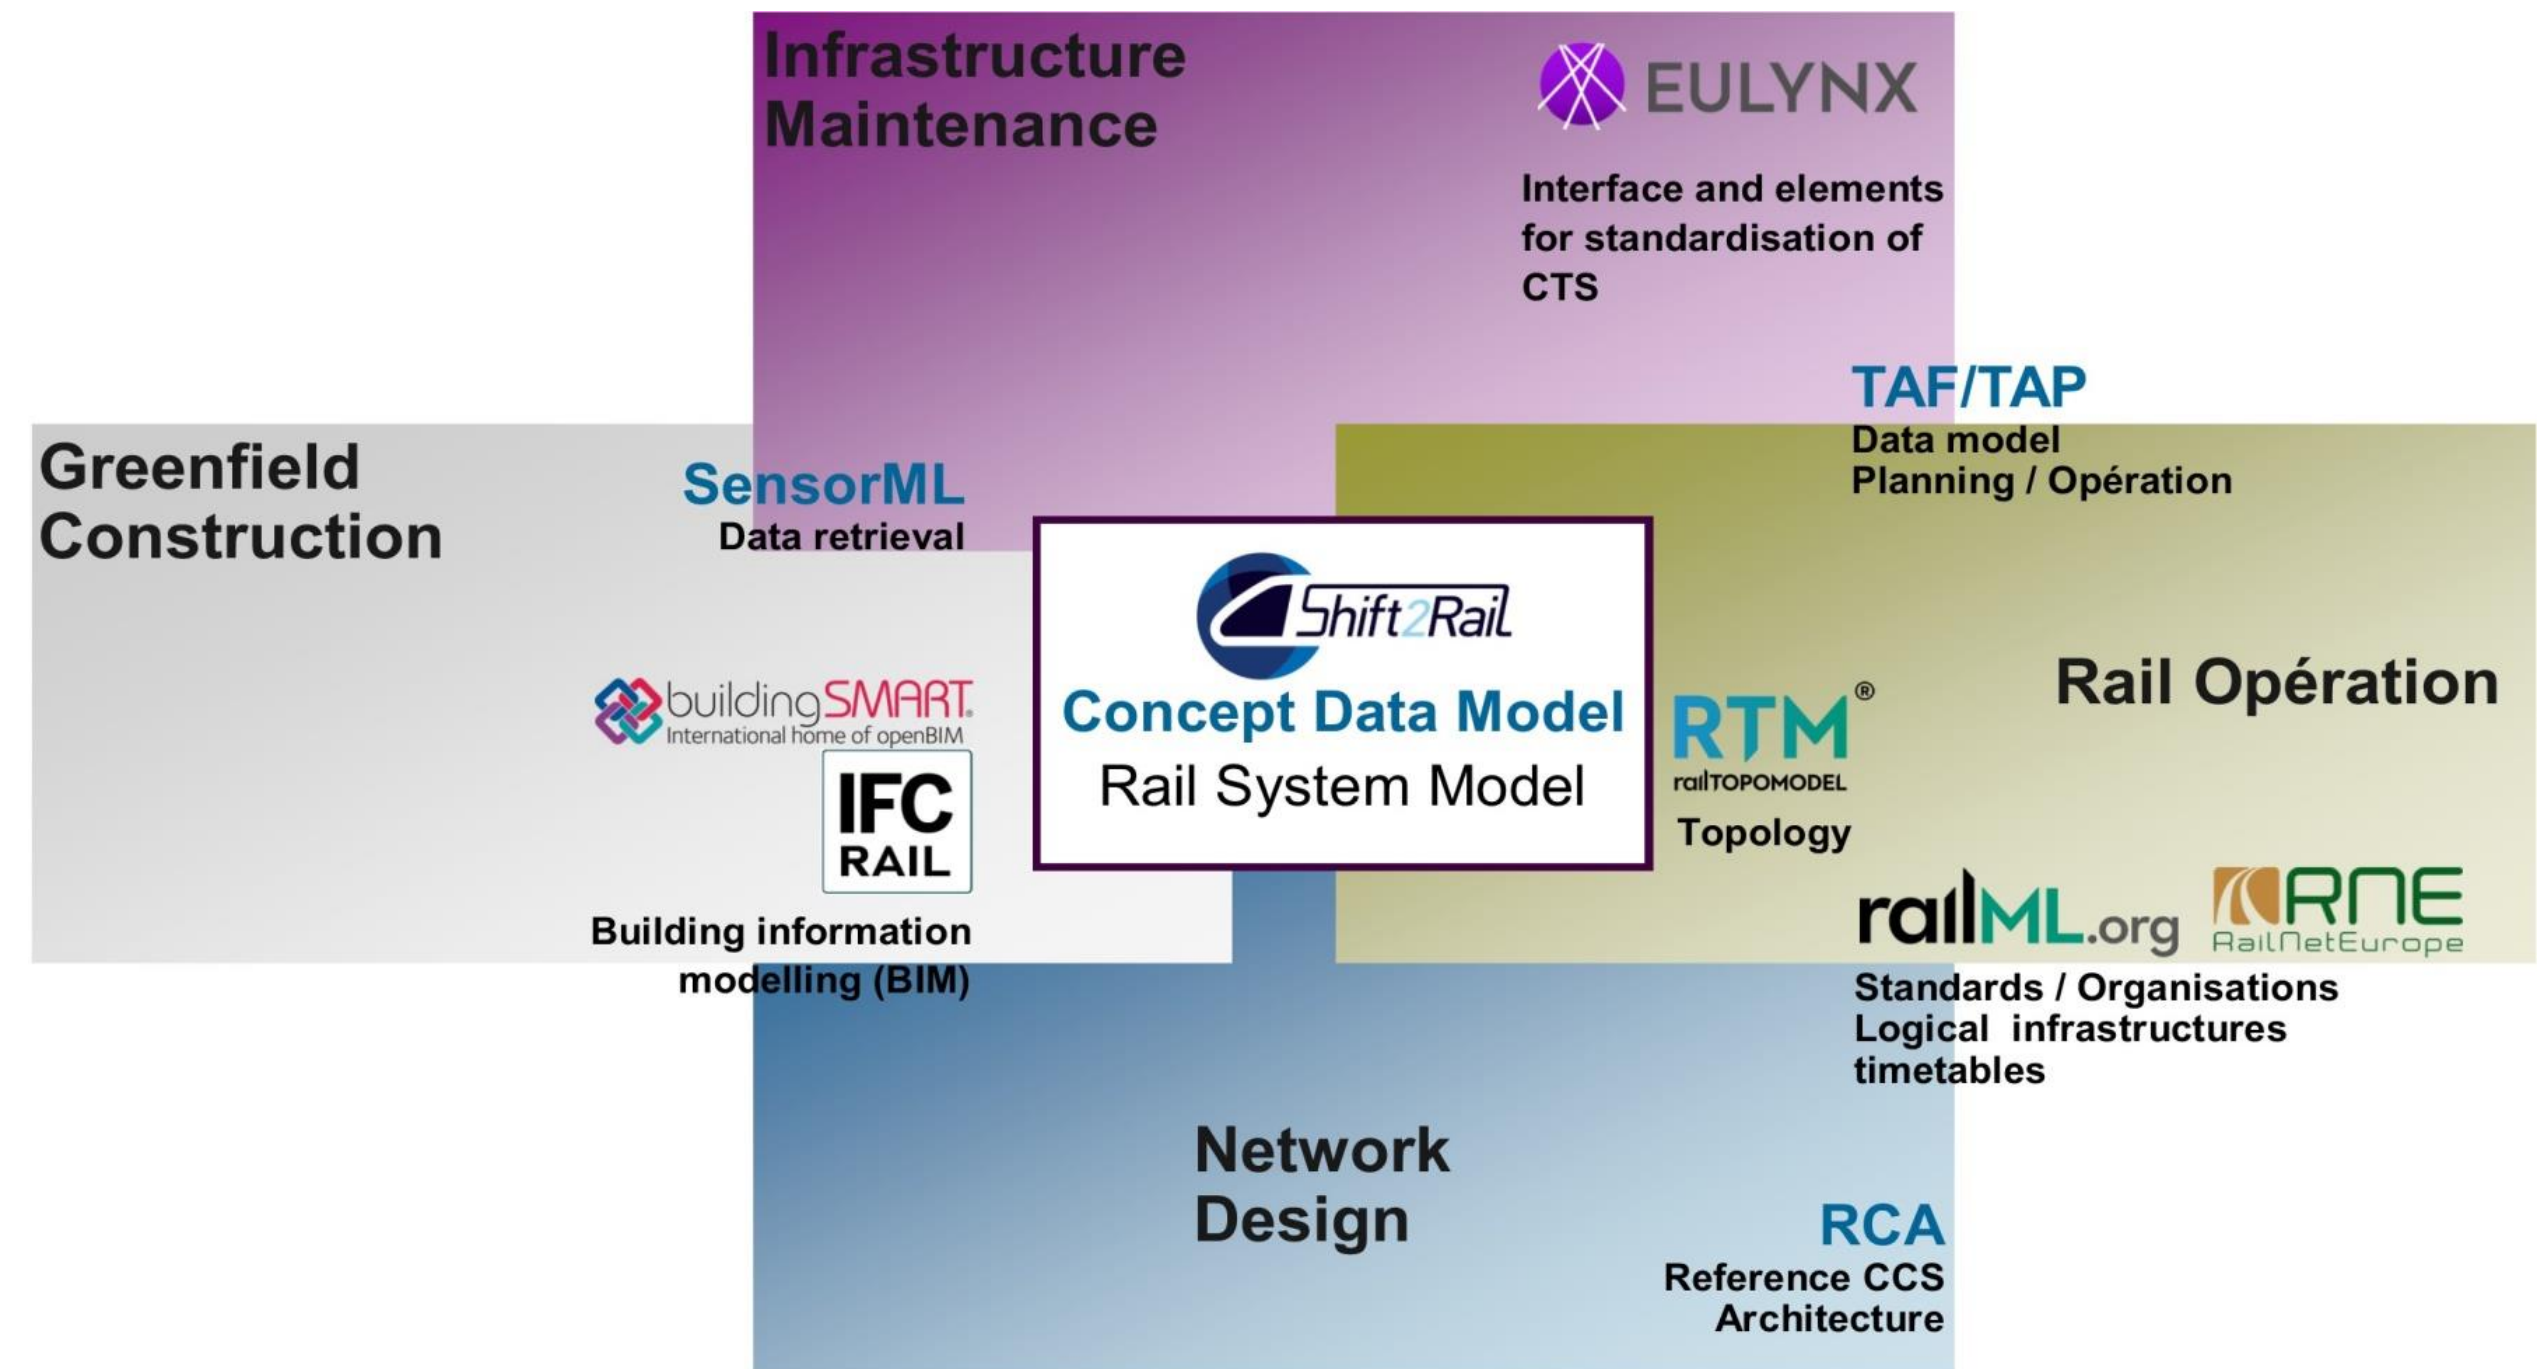 Infrastructure
Maintenance
EULYNX
Interface and elements
for standardisation of
CTS
TAF/TAP
Data model
Planning / Opération
Greenfield
Construction
SensorML
Data retrieval
buildingSMART®
International home of openBIM
IFC
RAIL
Building information
modelling (BIM)
Shift2Rail
Concept Data Model
Rail System Model
RTM®
railTOPOMODEL
Topology
Rail Opération
railML.org
RNE
RailNetEurope
Standards / Organisations
Logical infrastructures
timetables
Network
Design
RCA
Reference CCS
Architecture